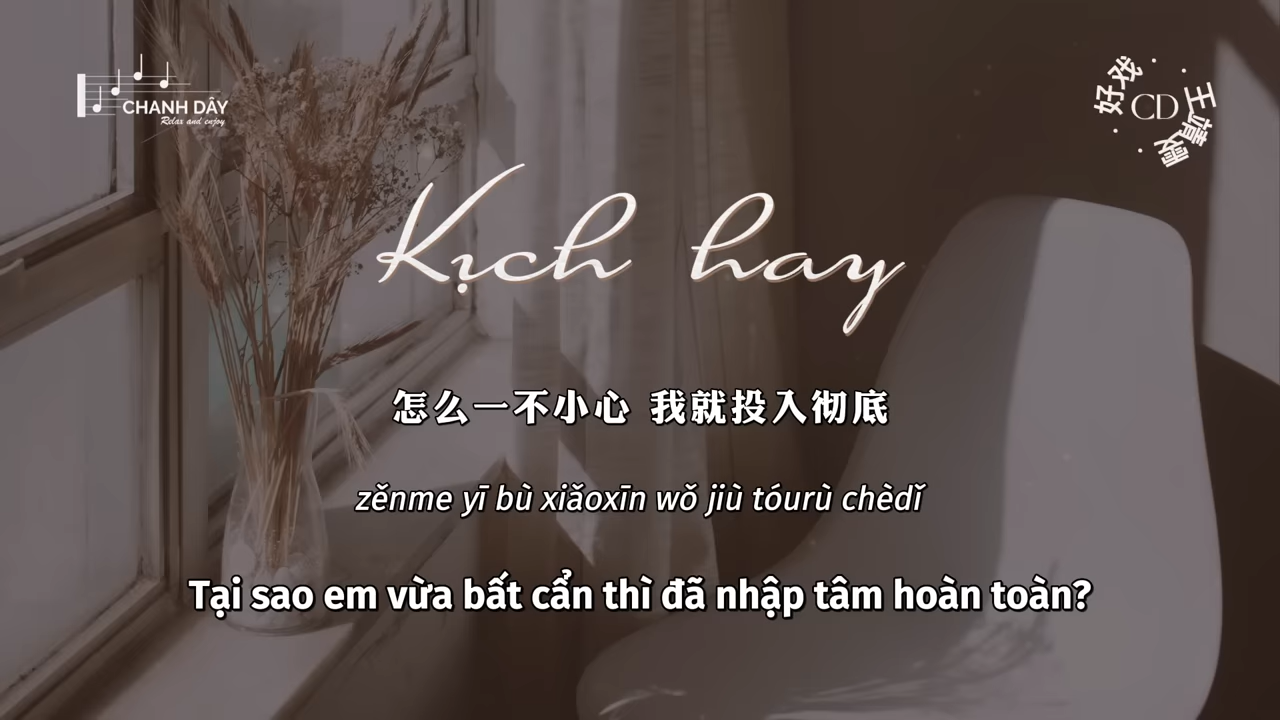 CHANH DÂY
Relax and enjoy
好戏 · CD · 王靖雯
Kịch hay
怎么一不小心 我就投入彻底
zěnme yī bù xiǎoxīn wǒ jiù tóurù chèdǐ
Tại sao em vừa bất cẩn thì đã nhập tâm hoàn toàn?